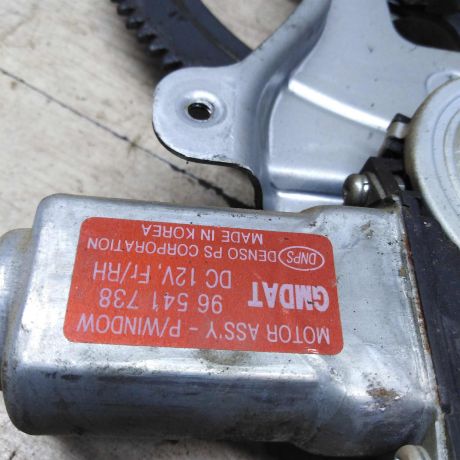 MOTOR ASS'Y - P/WINDOW
96 541 738
GMDAT DC 12V, Fr/RH
DNPS DENSO PS CORPORATION
MADE IN KOREA